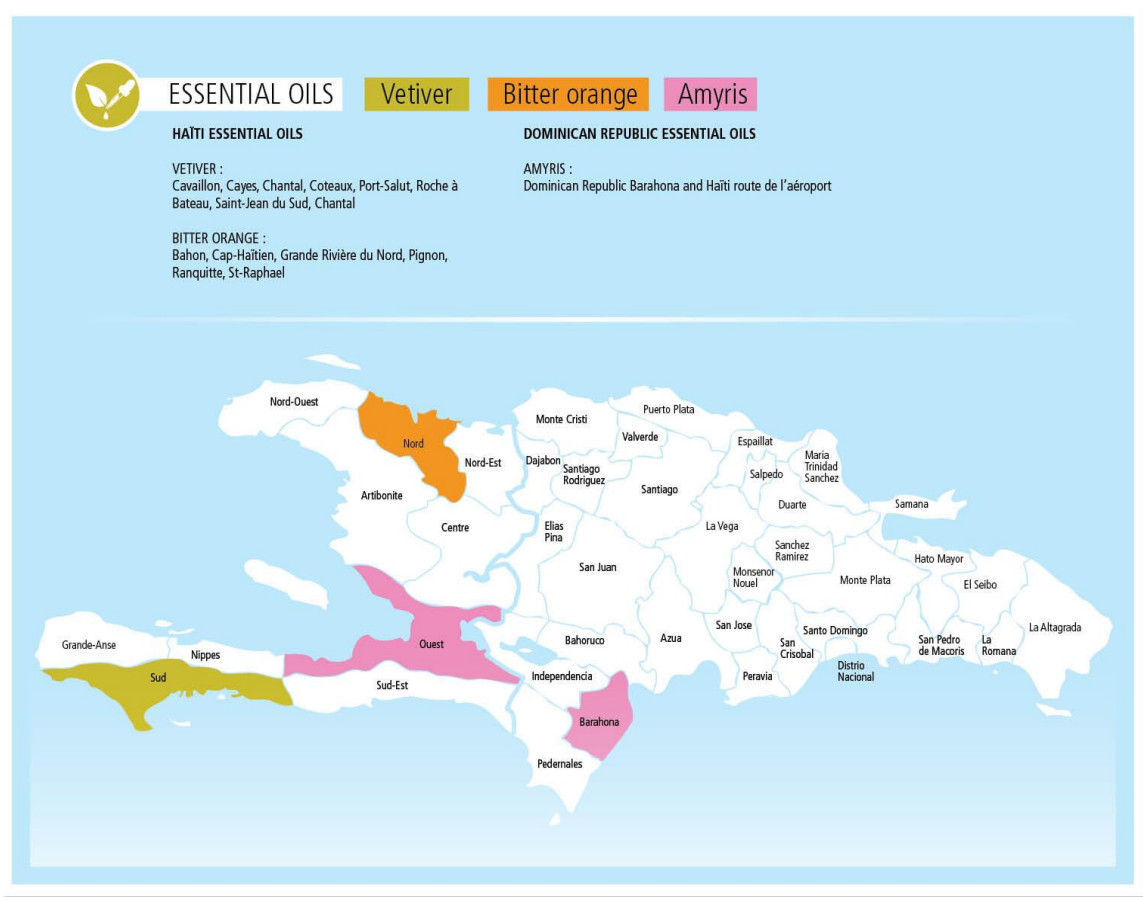 ESSENTIAL OILS
Vetiver
Bitter orange
Amyris
HAÏTI ESSENTIAL OILS
VETIVER :
Cavaillon, Cayes, Chantal, Coteaux, Port-Salut, Roche à
Bateau, Saint-Jean du Sud, Chantal
BITTER ORANGE :
Bahon, Cap-Haïtien, Grande Rivière du Nord, Pignon,
Ranquitte, St-Raphael
DOMINICAN REPUBLIC ESSENTIAL OILS
AMYRIS :
Dominican Republic Barahona and Haïti route de l'aéroport
Nord-Ouest
Nord
Nord-Est
Artibonite
Centre
Ouest
Grande-Anse
Nippes
Sud
Sud-Est
Monte Cristi
Puerto Plata
Valverde
Dajabon
Santiago
Rodriguez
Santiago
Espaillat
Salpedo
Maria
Trinidad
Sanchez
Duarte
Samana
La Vega
Elias
Pina
San Juan
Sanchez
Ramirez
Monsenor
Nouel
Monte Plata
Hato Mayor
El Seibo
La Altagrada
Bahoruco
Azua
San Jose
San
Crisobal
Santo Domingo
San Pedro
de Macoris
La
Romana
Independencia
Peravia
Distrio
Nacional
Barahona
Pedernales